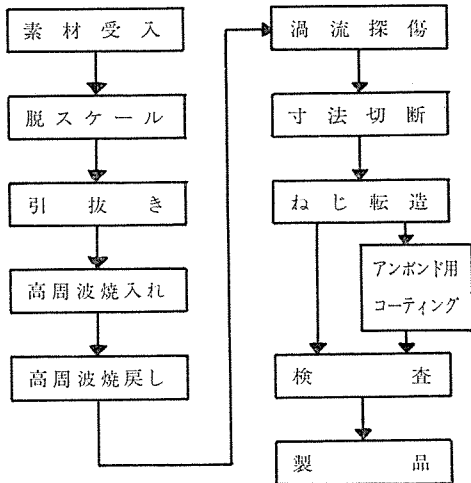 素材受入
脱スケール
引抜き
高周波焼入れ
高周波焼戻し
渦流探傷
寸法切断
ねじ転造
アンボンド用
コーティング
検査
製品